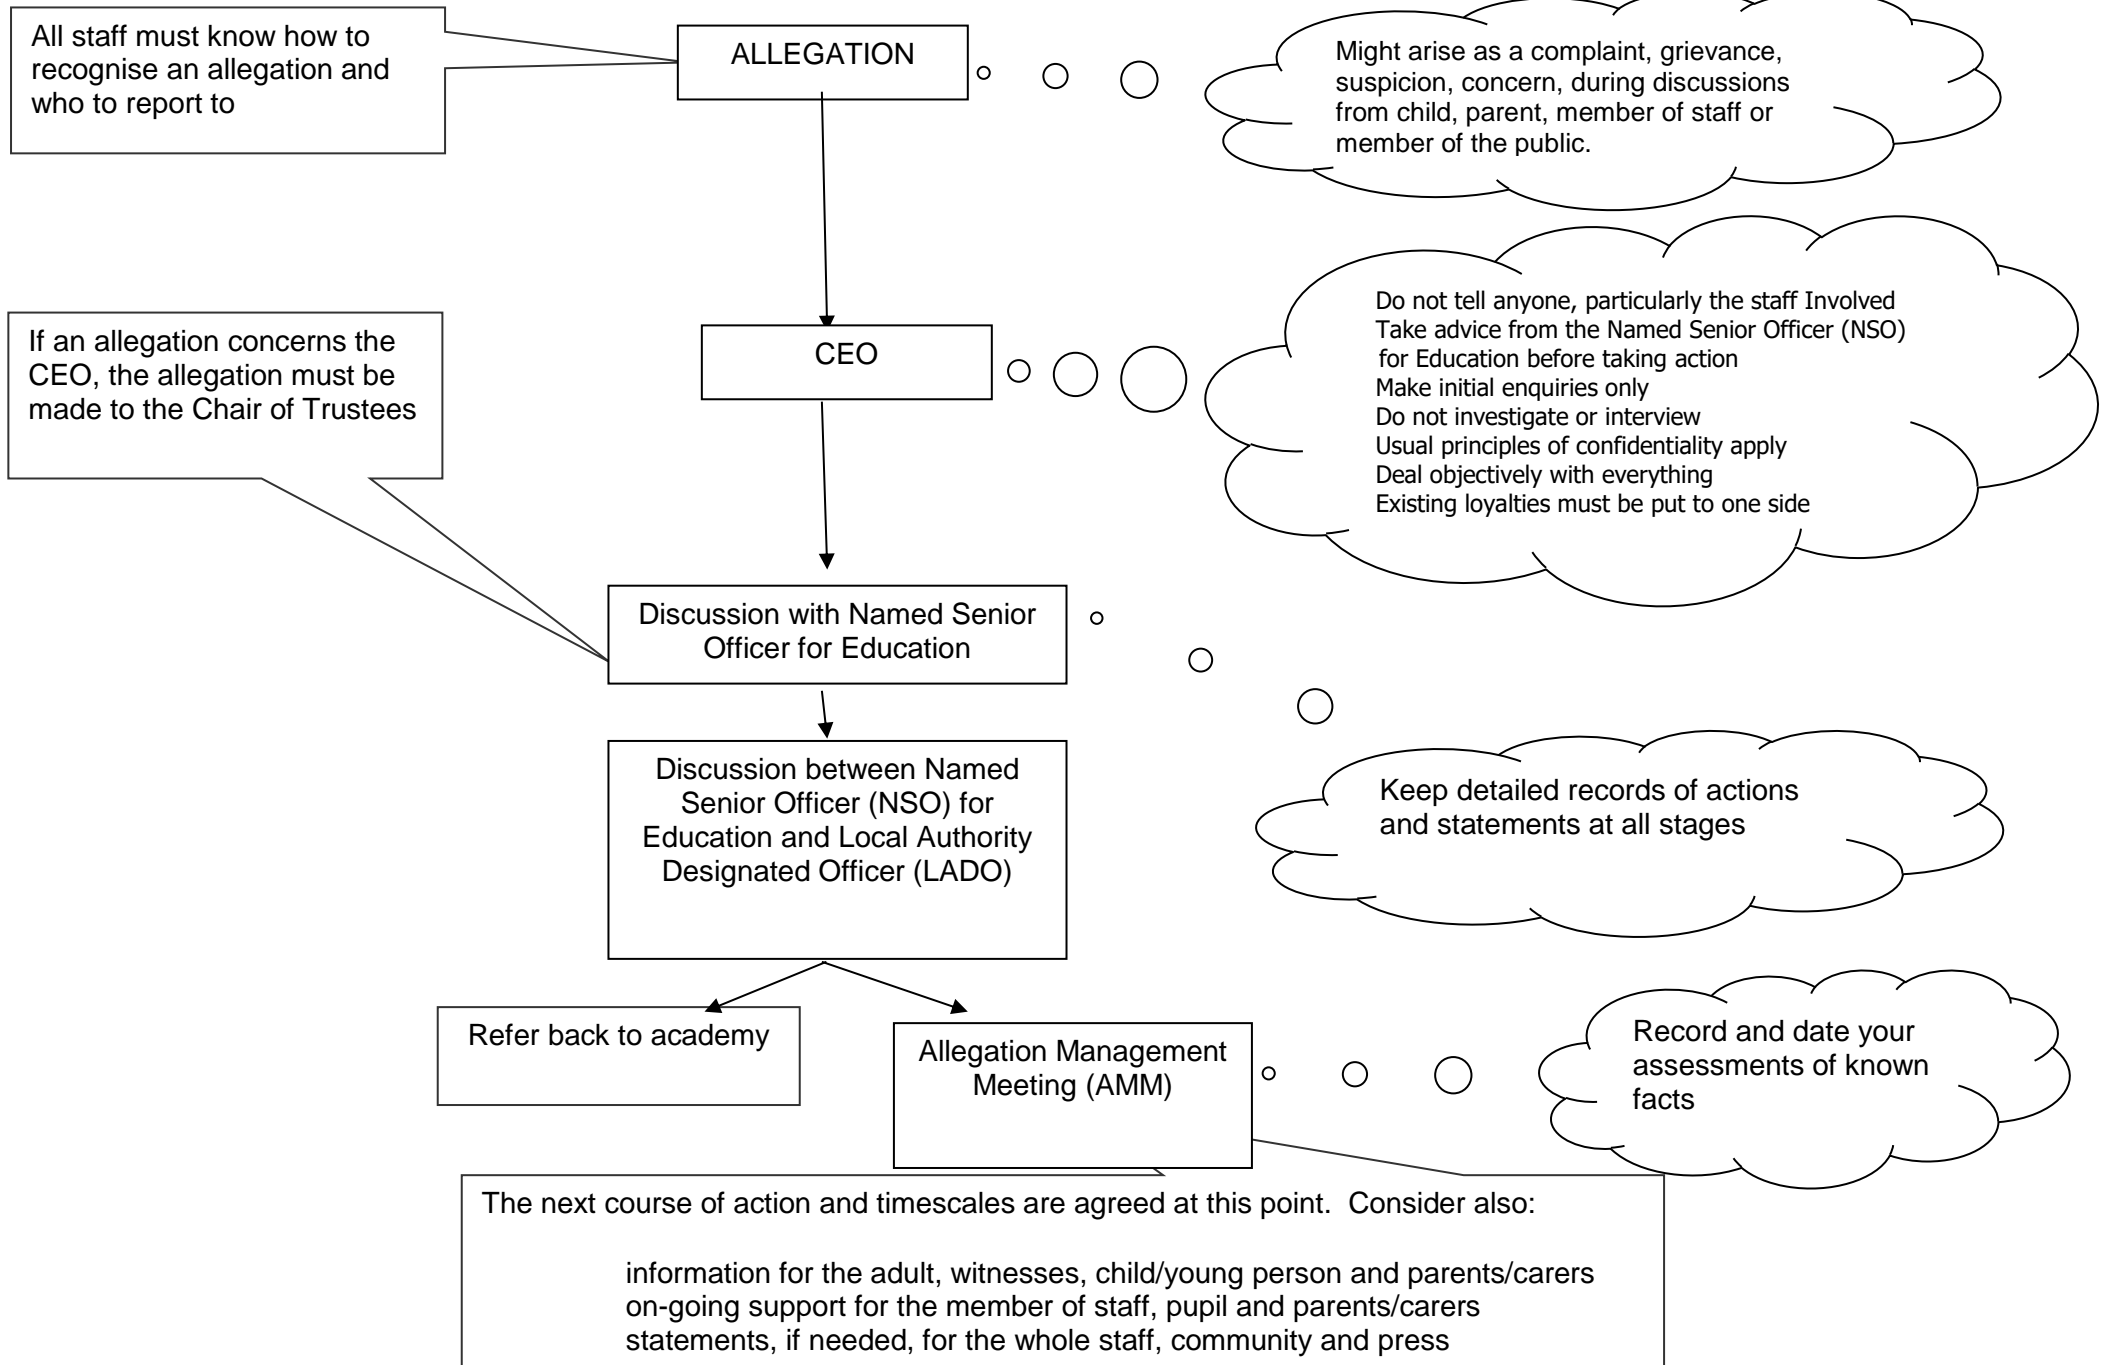 All staff must know how to
recognise an allegation and
who to report to
ALLEGATION
Might arise as a complaint, grievance,
suspicion, concern, during discussions
from child, parent, member of staff or
member of the public.
If an allegation concerns the
CEO, the allegation must be
made to the Chair of Trustees
CEO
Do not tell anyone, particularly the staff Involved
Take advice from the Named Senior Officer (NSO)
for Education before taking action
Make initial enquiries only
Do not investigate or interview
Usual principles of confidentiality apply
Deal objectively with everything
Existing loyalties must be put to one side
Discussion with Named Senior
Officer for Education
Discussion between Named
Senior Officer (NSO) for
Education and Local Authority
Designated Officer (LADO)
Keep detailed records of actions
and statements at all stages
Refer back to academy
Allegation Management
Meeting (AMM)
Record and date your
assessments of known
facts
The next course of action and timescales are agreed at this point.  Consider also:
information for the adult, witnesses, child/young person and parents/carers
on-going support for the member of staff, pupil and parents/carers
statements, if needed, for the whole staff, community and press